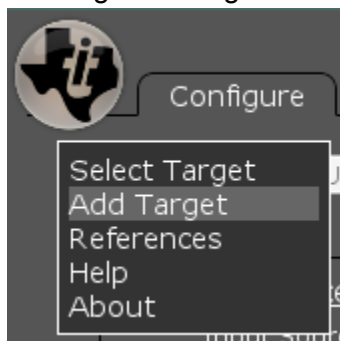 Configure
Select Target
Add Target
References
Help
About